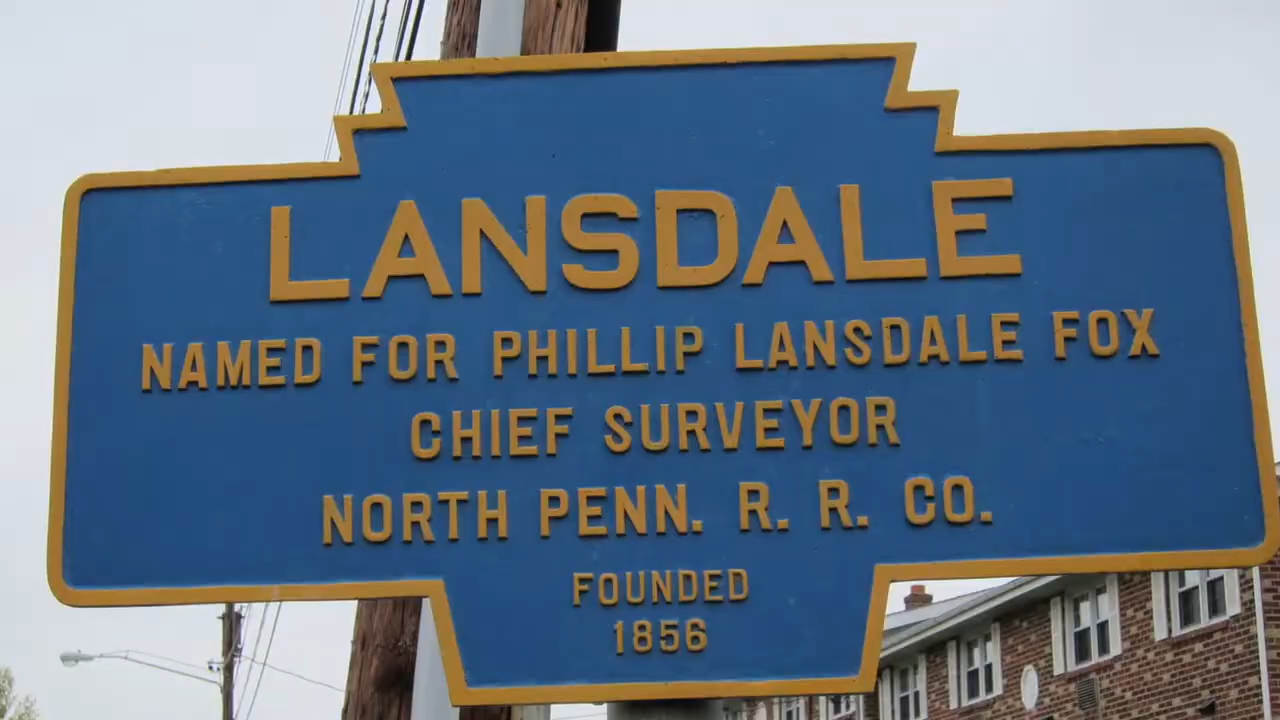 LANSDALE
NAMED FOR PHILLIP LANSDALE FOX
CHIEF SURVEYOR
NORTH PENN. R. R. CO.
FOUNDED
1856